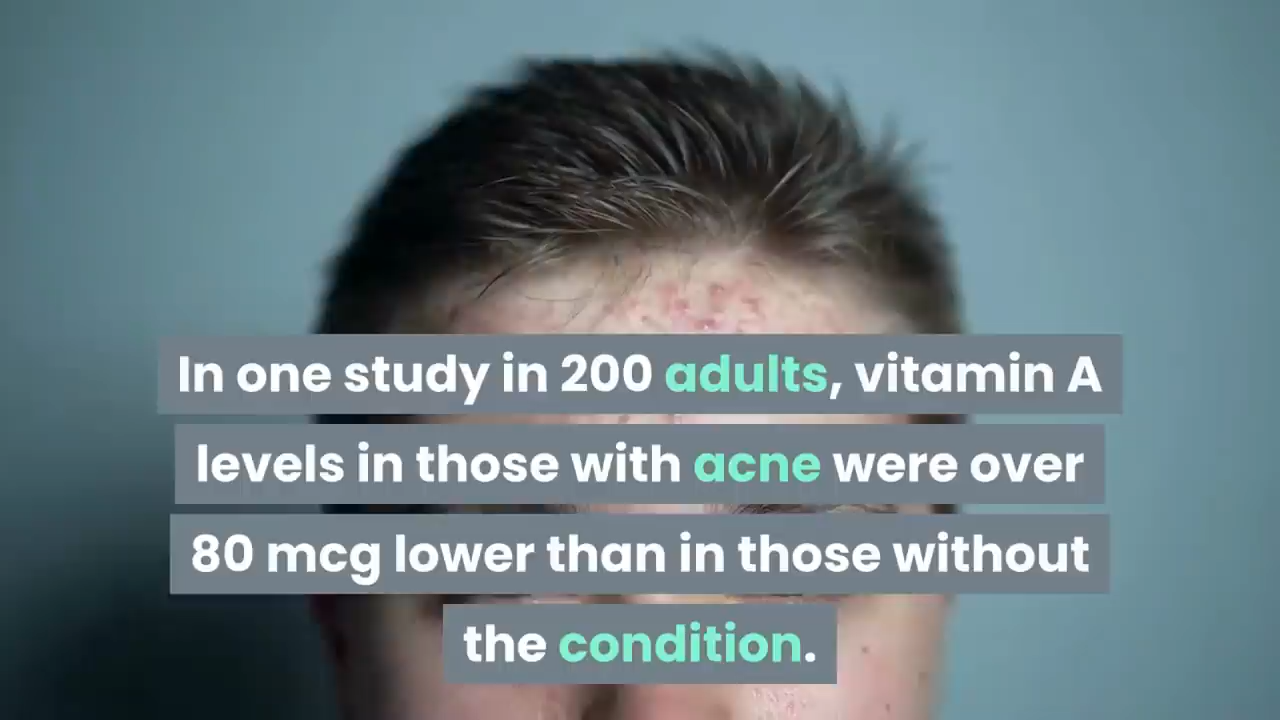 In one study in 200 adults, vitamin A
levels in those with acne were over
80 mcg lower than in those without
the condition.